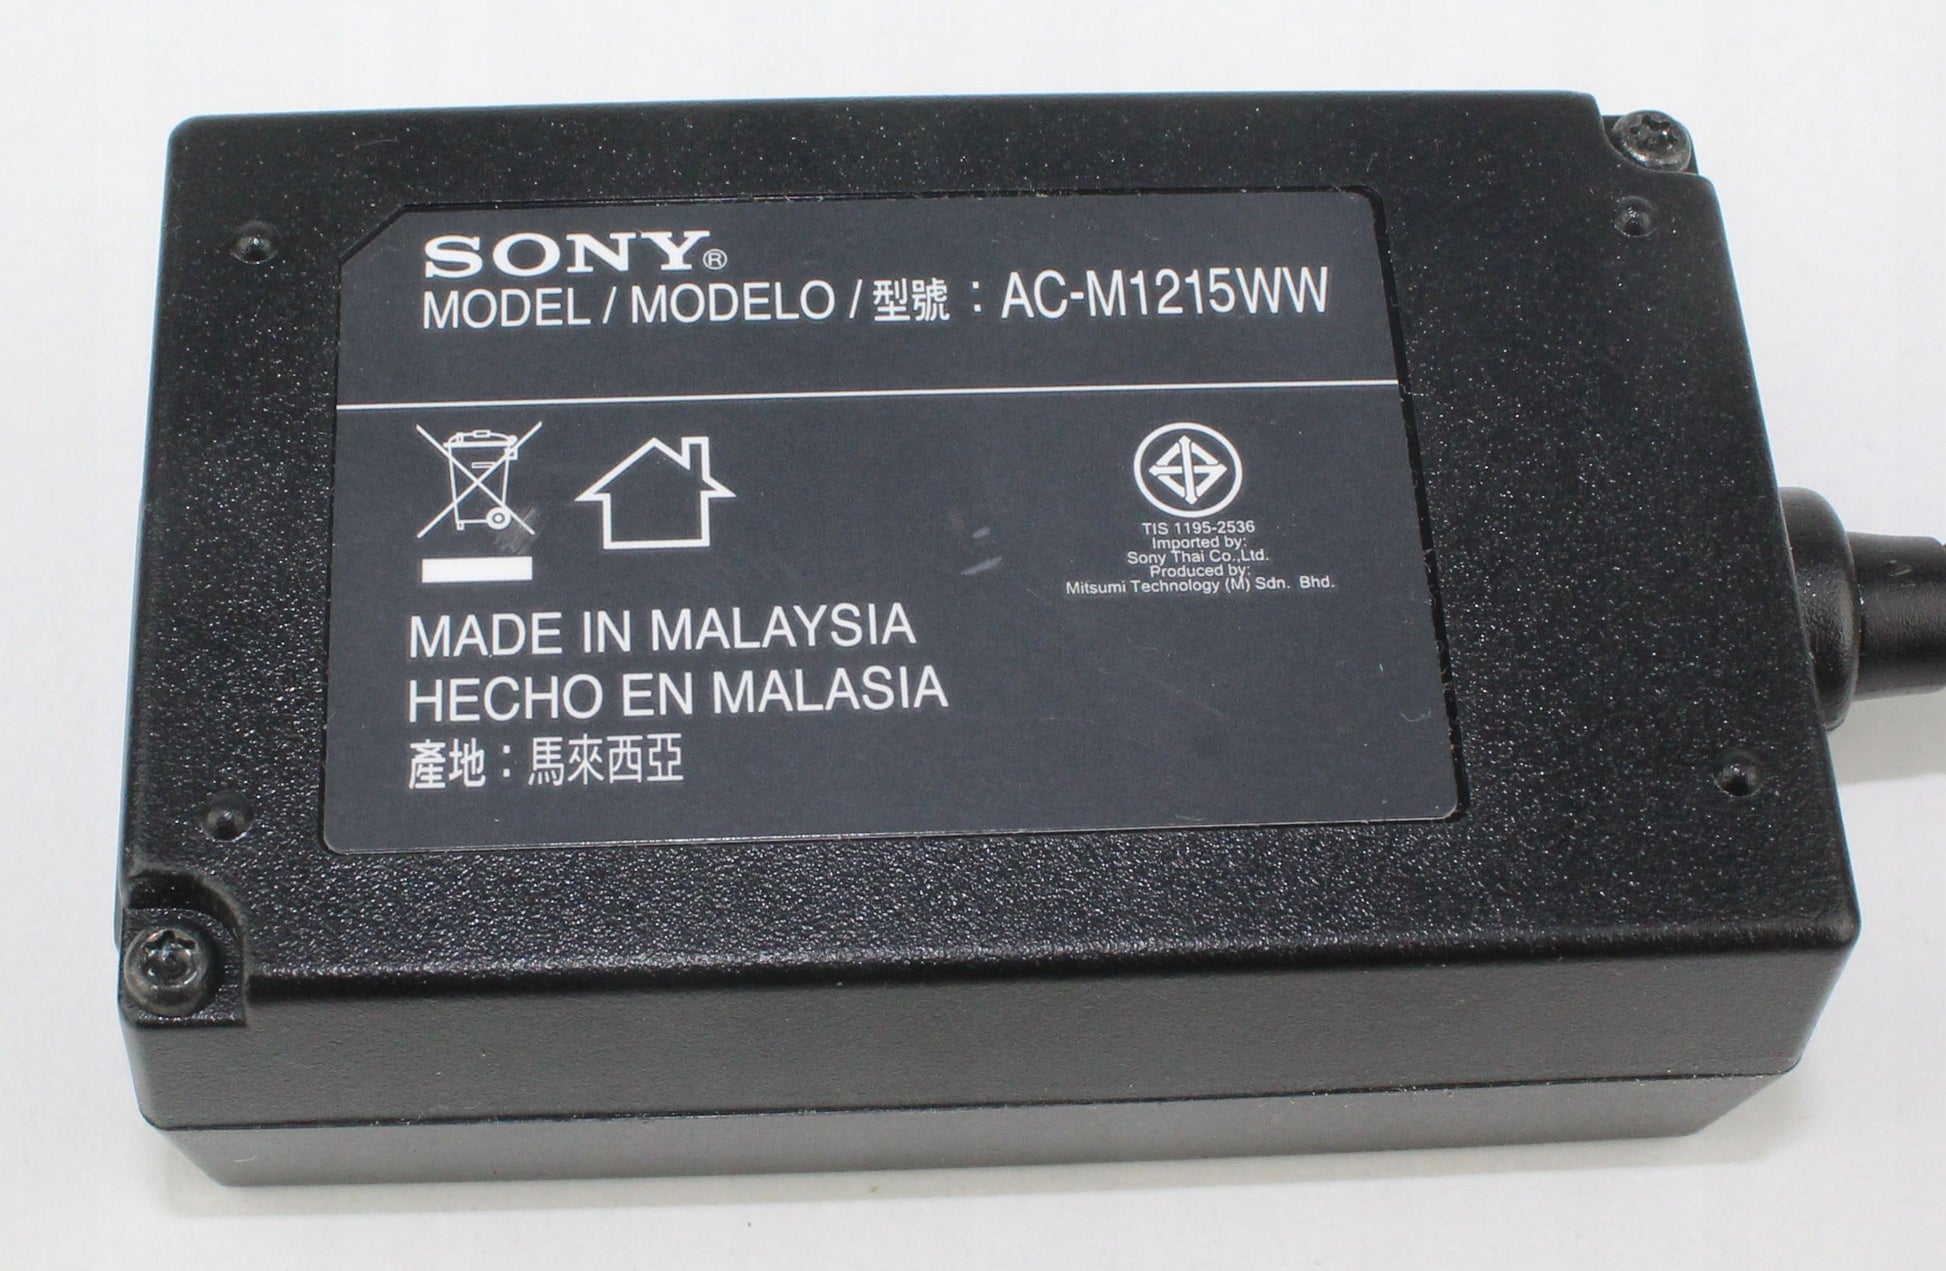 SONY®
MODEL / MODELO / 型號 : AC-M1215WW
TIS 1195-2536
Imported by:
Sony Thai Co.,Ltd.
Produced by:
Mitsumi Technology (M) Sdn. Bhd.
MADE IN MALAYSIA
HECHO EN MALASIA
產地 : 馬來西亞